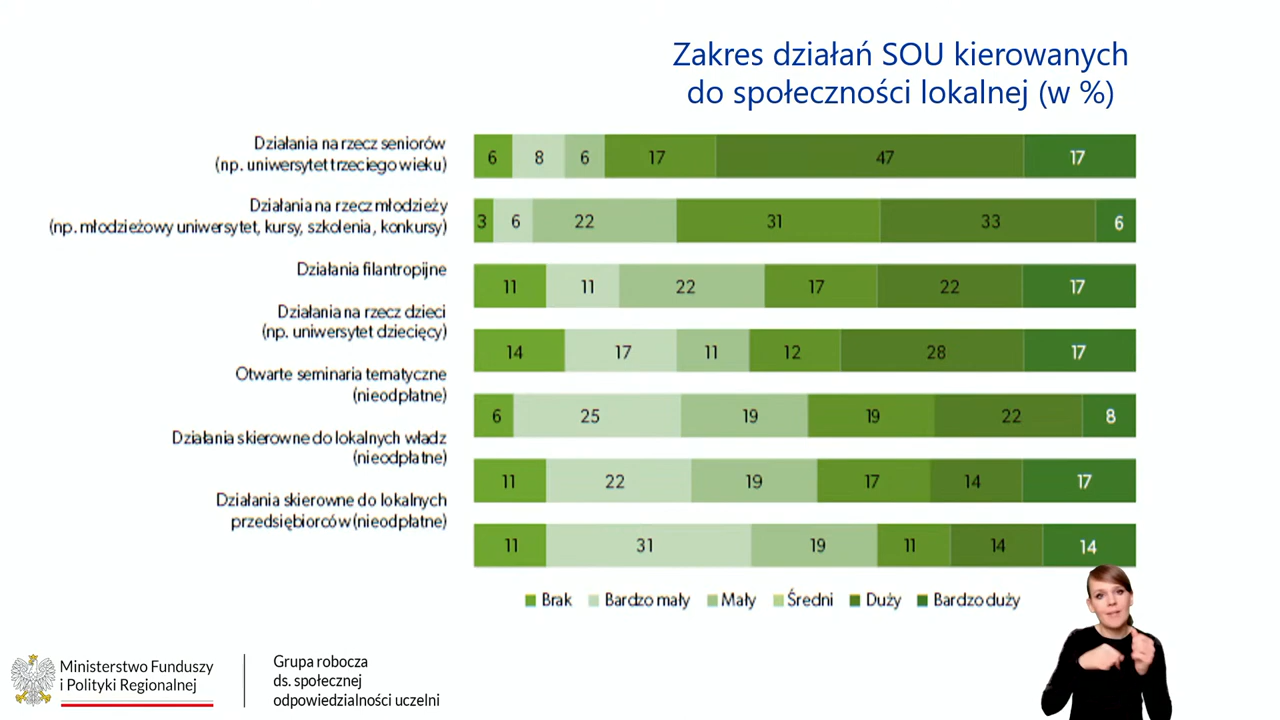 Zakres działań SOU kierowanych
do społeczności lokalnej (w %)
Działania na rzecz seniorów
(np. uniwersytet trzeciego wieku)
6 8 6 17 47 17
Działania na rzecz młodzieży
(np. młodzieżowy uniwersytet, kursy, szkolenia, konkursy)
3 6 22 31 33 6
Działania filantropijne
11 11 22 17 22 17
Działania na rzecz dzieci
(np. uniwersytet dziecięcy)
14 17 11 12 28 17
Otwarte seminaria tematyczne
(nieodpłatne)
6 25 19 19 22 8
Działania skierowne do lokalnych władz
(nieodpłatne)
11 22 19 17 14 17
Działania skierowne do lokalnych
przedsiębiorców (nieodpłatne)
11 31 19 11 14 14
Brak Bardzo mały Mały Średni Duży Bardzo duży
Ministerstwo Funduszy
i Polityki Regionalnej
Grupa robocza
ds. społecznej
odpowiedzialności uczelni